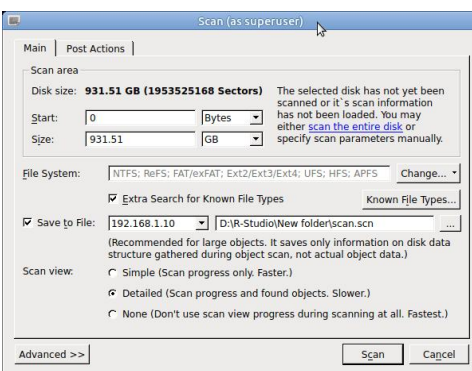 Scan (as superuser)
Main Post Actions
Scan area
Disk size: 931.51 GB (1953525168 Sectors)
Start: 0 Bytes
Size: 931.51 GB
The selected disk has not yet been
scanned or it`s scan information
has not been loaded. You may
either scan the entire disk or
specify scan parameters manually.
File System: NTFS; ReFS; FAT/exFAT; Ext2/Ext3/Ext4; UFS; HFS; APFS Change...
Extra Search for Known File Types Known File Types...
Save to File: 192.168.1.10 D:\R-Studio\New folder\scan.scn ...
(Recommended for large objects. It saves only information on disk data
structure gathered during object scan, not actual object data.)
Scan view: Simple (Scan progress only. Faster.)
Detailed (Scan progress and found objects. Slower.)
None (Don't use scan view progress during scanning at all. Fastest.)
Advanced >> Scan Cancel